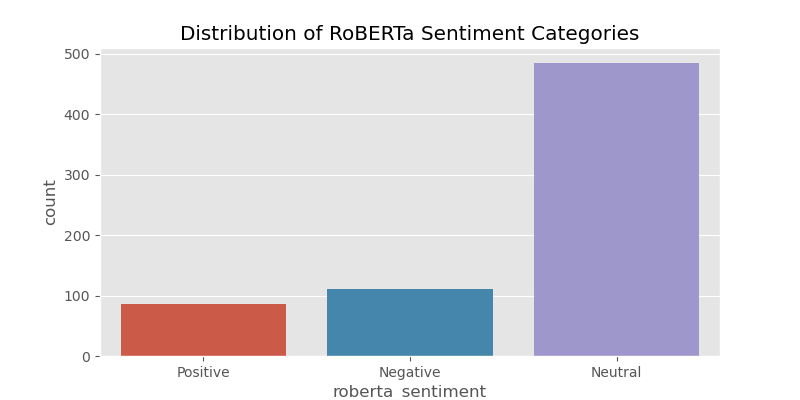 Distribution of RoBERTa Sentiment Categories
500
400
300
200
100
0
count
Positive
Negative
Neutral
roberta_sentiment